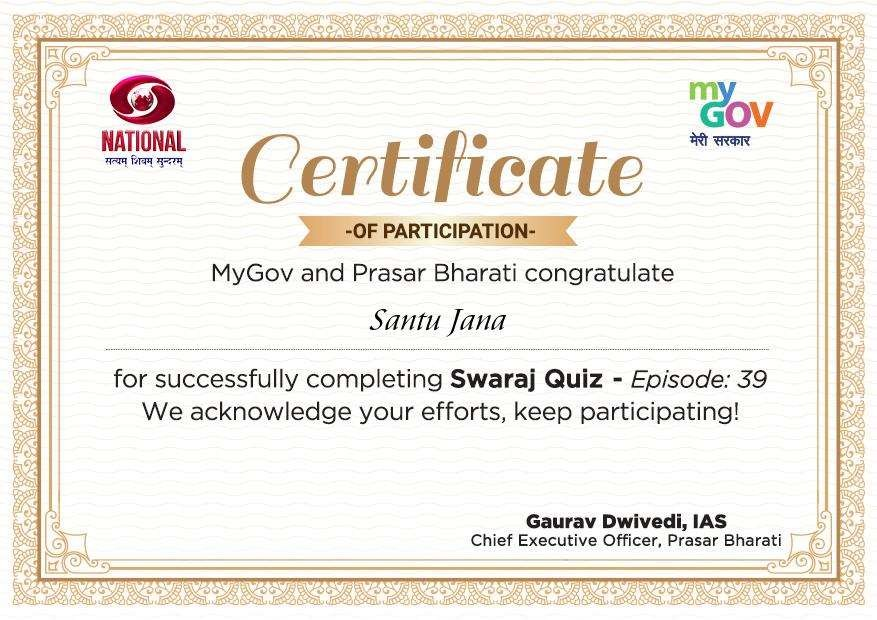 NATIONAL
सत्यम् शिवम् सुन्दरम्
my
GOV
मेरी सरकार
Certificate
-OF PARTICIPATION-
MyGov and Prasar Bharati congratulate
Santu Jana
for successfully completing Swaraj Quiz - Episode: 39
We acknowledge your efforts, keep participating!
Gaurav Dwivedi, IAS
Chief Executive Officer, Prasar Bharati